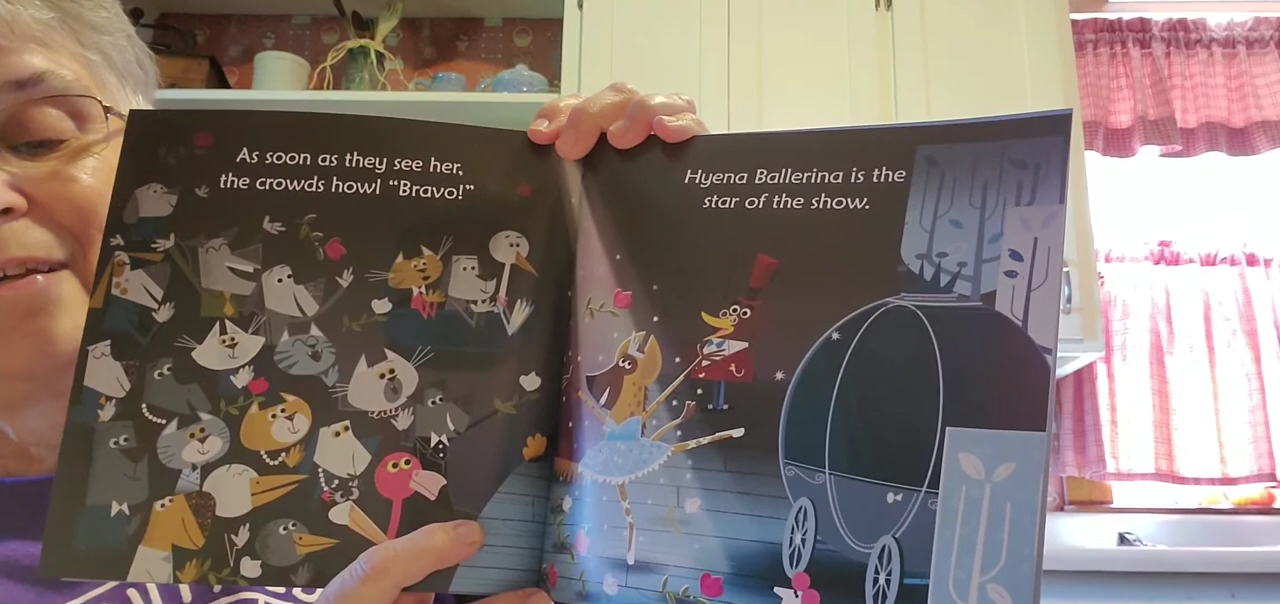 As soon as they see her,
the crowds howl “Bravo!”
Hyena Ballerina is the
star of the show.